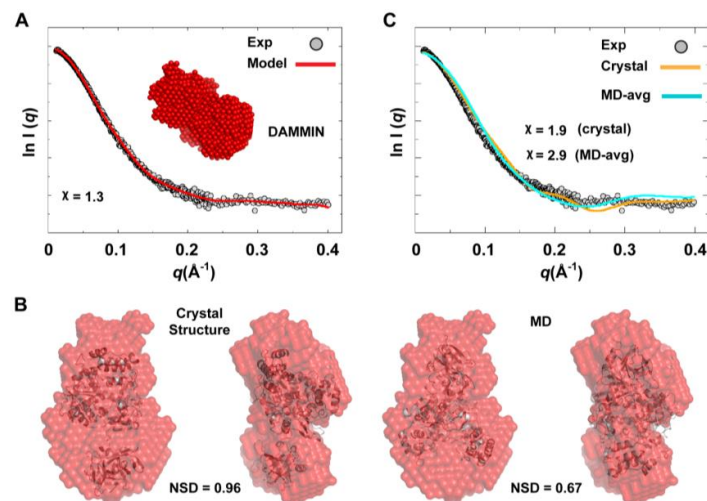 A
Exp
Model
DAMMIN
χ = 1.3
ln I (q)
0 0.1 0.2 0.3 0.4
q(Å⁻¹)
C
Exp
Crystal
MD-avg
χ = 1.9 (crystal)
χ = 2.9 (MD-avg)
ln I (q)
0 0.1 0.2 0.3 0.4
q(Å⁻¹)
B
Crystal
Structure
NSD = 0.96
MD
NSD = 0.67